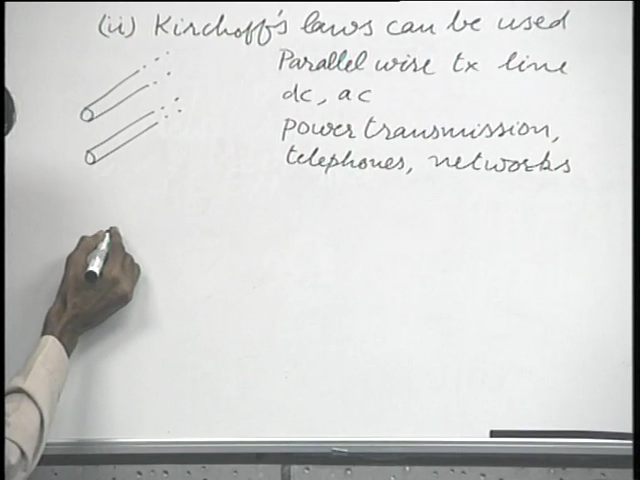 (ii) Kirchoff's laws can be used
Parallel wire tx line
dc, ac
power transmission,
telephones, networks